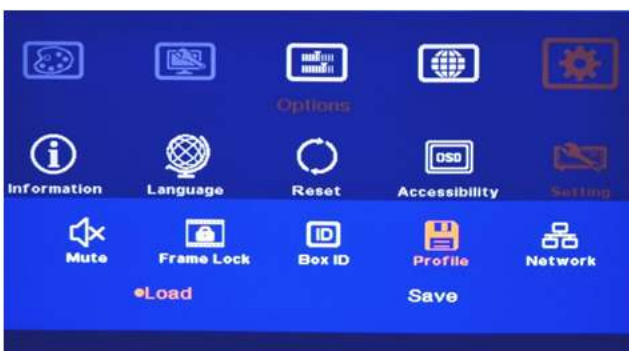 Options
OSD
Information Language Reset Accessibility Setting
ID
Mute Frame Lock Box ID Profile Network
Load Save